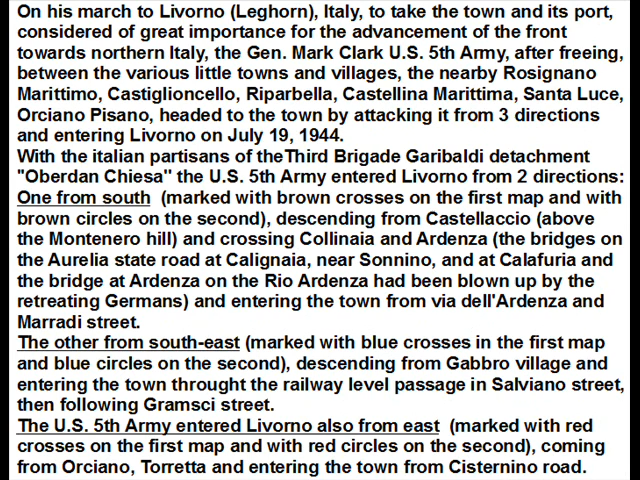 On his march to Livorno (Leghorn), Italy, to take the town and its port,
considered of great importance for the advancement of the front
towards northern Italy, the Gen. Mark Clark U.S. 5th Army, after freeing,
between the various little towns and villages, the nearby Rosignano
Marittimo, Castiglioncello, Riparbella, Castellina Marittima, Santa Luce,
Orciano Pisano, headed to the town by attacking it from 3 directions
and entering Livorno on July 19, 1944.
With the italian partisans of theThird Brigade Garibaldi detachment
"Oberdan Chiesa" the U.S. 5th Army entered Livorno from 2 directions:
One from south (marked with brown crosses on the first map and with
brown circles on the second), descending from Castellaccio (above
the Montenero hill) and crossing Collinaia and Ardenza (the bridges on
the Aurelia state road at Calignaia, near Sonnino, and at Calafuria and
the bridge at Ardenza on the Rio Ardenza had been blown up by the
retreating Germans) and entering the town from via dell'Ardenza and
Marradi street.
The other from south-east (marked with blue crosses in the first map
and blue circles on the second), descending from Gabbro village and
entering the town throught the railway level passage in Salviano street,
then following Gramsci street.
The U.S. 5th Army entered Livorno also from east (marked with red
crosses on the first map and with red circles on the second), coming
from Orciano, Torretta and entering the town from Cisternino road.